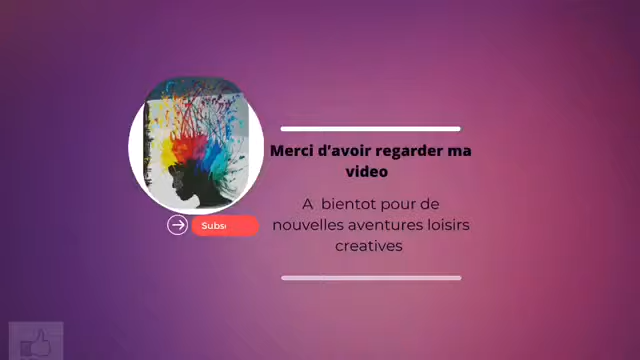 Merci d'avoir regarder ma
video
A bientot pour de
nouvelles aventures loisirs
creatives
Subs